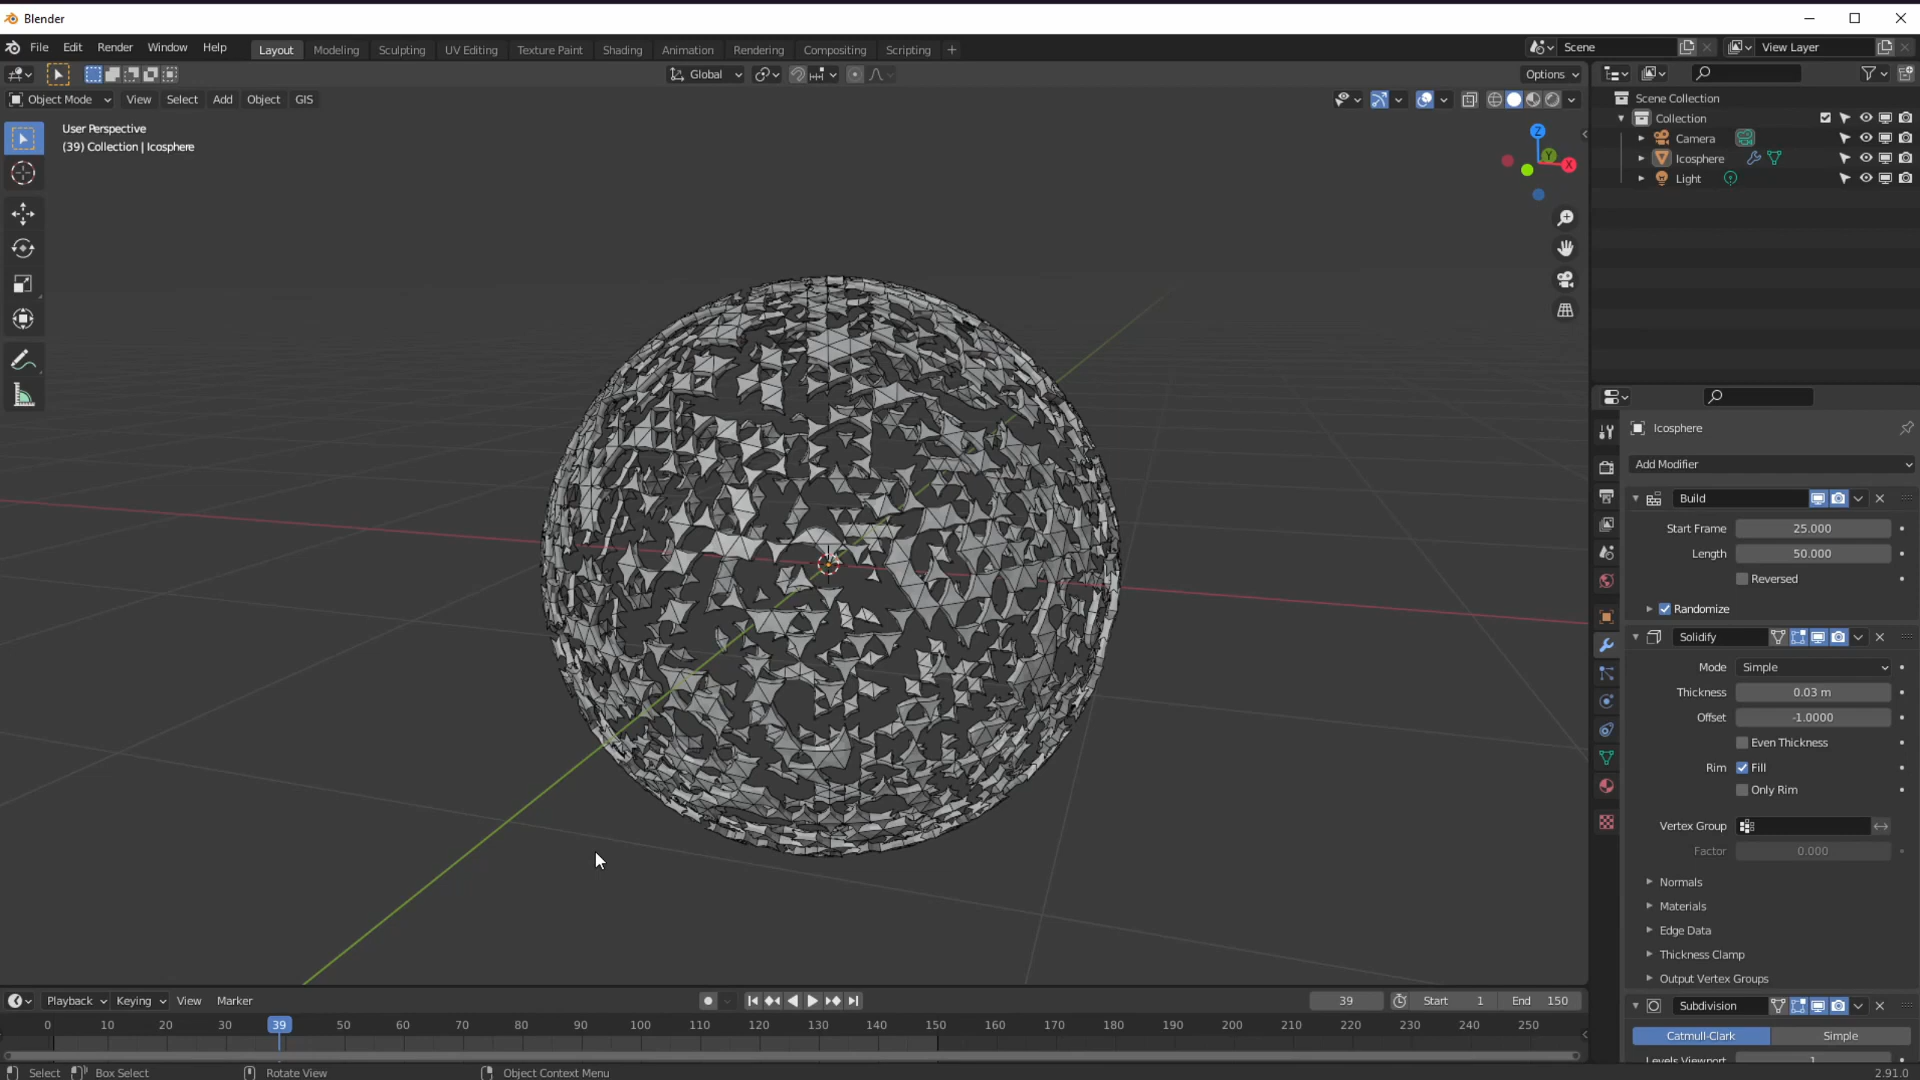 Blender
File Edit Render Window Help Layout Modeling Sculpting UV Editing Texture Paint Shading Animation Rendering Compositing Scripting + Scene View Layer
Global Options
Object Mode View Select Add Object GIS
User Perspective
(39) Collection | Icosphere
Z
Y
X
Scene Collection
Collection
Camera
Icosphere
Light
Icosphere
Add Modifier
Build
Start Frame 25.000
Length 50.000
Reversed
Randomize
Solidify
Mode Simple
Thickness 0.03 m
Offset -1.0000
Even Thickness
Rim Fill
Only Rim
Vertex Group
Factor 0.000
Normals
Materials
Edge Data
Thickness Clamp
Output Vertex Groups
Subdivision
Catmull-Clark Simple
Levels Viewport 1
Playback Keying View Marker 39 Start 1 End 150
0 10 20 30 39 50 60 70 80 90 100 110 120 130 140 150 160 170 180 190 200 210 220 230 240 250
Select Box Select Rotate View Object Context Menu 2.91.0